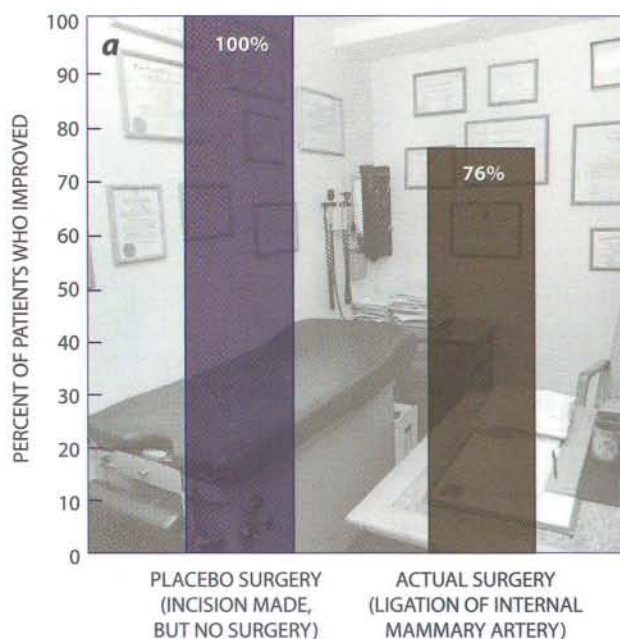 100
90
80
70
60
50
40
30
20
10
0
PERCENT OF PATIENTS WHO IMPROVED
a
100%
76%
PLACEBO SURGERY
(INCISION MADE,
BUT NO SURGERY)
ACTUAL SURGERY
(LIGATION OF INTERNAL
MAMMARY ARTERY)